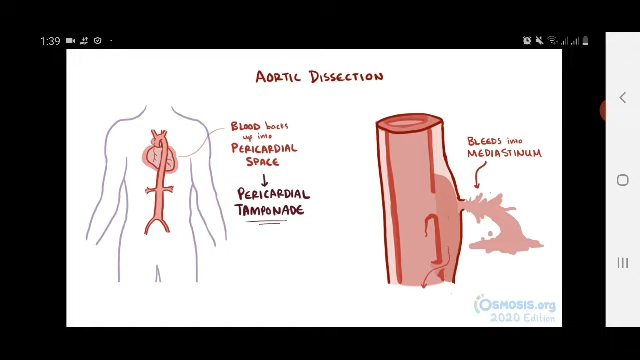 1:39
AORTIC DISSECTION
BLOOD backs
up into
PERICARDIAL
SPACE
PERICARDIAL
TAMPONADE
BLEEDS into
MEDIASTINUM
OSMOSIS.org
2020 Edition